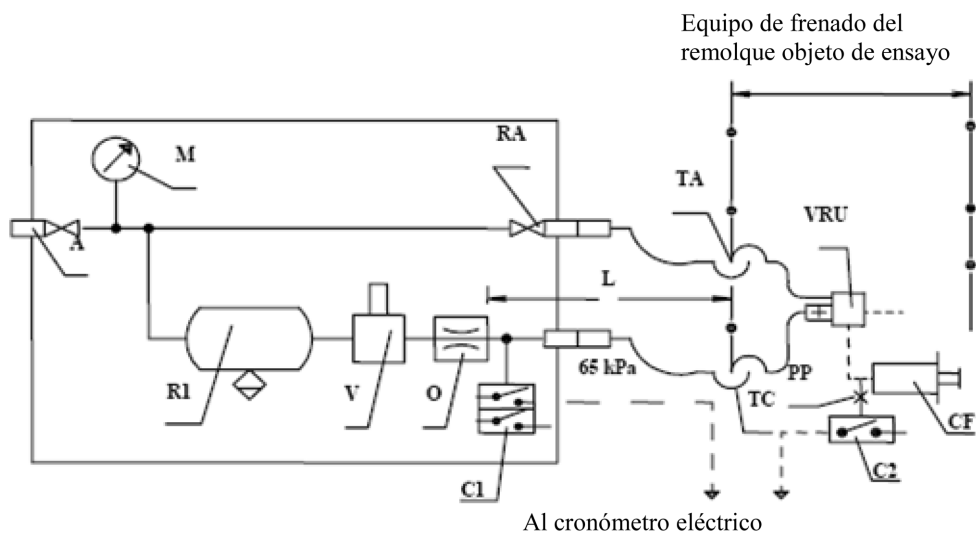 Equipo de frenado del
remolque objeto de ensayo
M
RA
TA
VRU
A
L
R1
V
O
65 kPa
PP
TC
CF
C1
C2
Al cronómetro eléctrico